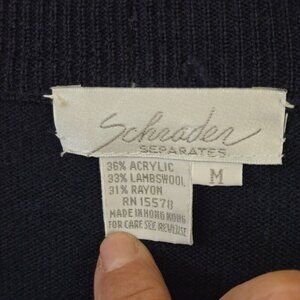 Schrader
SEPARATES
36% ACRYLIC
33% LAMBSWOOL
31% RAYON
RN 15578
MADE IN HONG KONG
FOR CARE SEE REVERSE
M